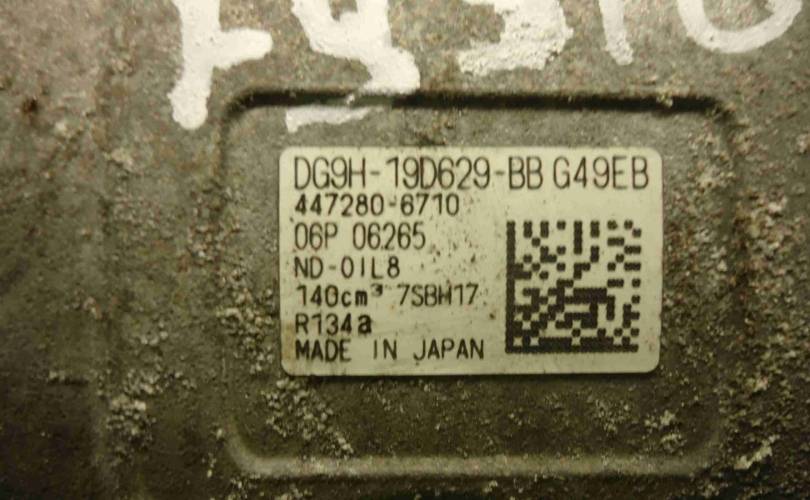 DG9H-19D629-BB G49EB
447280-6710
06P 06265
ND-OIL8
140cm³ 7SBH17
R134a
MADE IN JAPAN